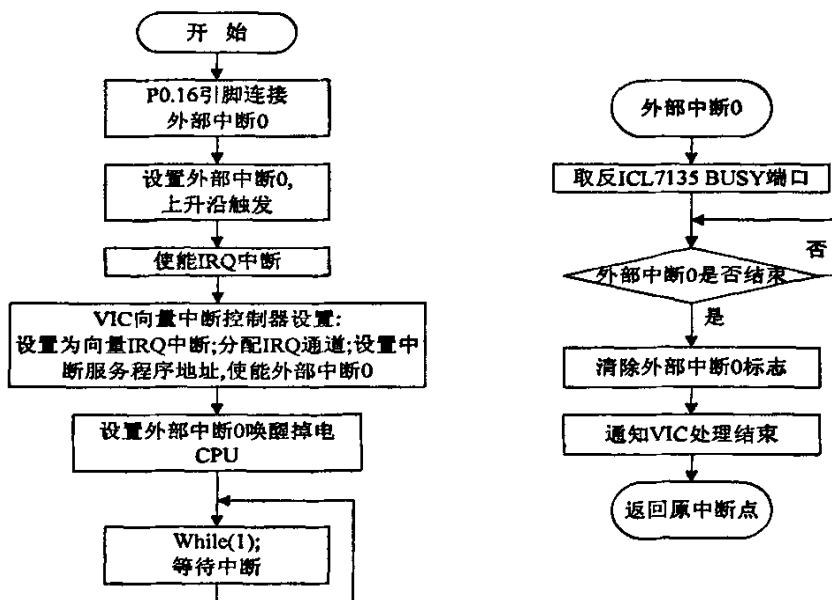 开 始
P0.16引脚连接
外部中断0
设置外部中断0,
上升沿触发
使能IRQ中断
VIC向量中断控制器设置:
设置为向量IRQ中断;分配IRQ通道;设置中
断服务程序地址,使能外部中断0
设置外部中断0唤醒掉电
CPU
While(1);
等待中断
外部中断0
取反ICL7135 BUSY端口
否
外部中断0是否结束
是
清除外部中断0标志
通知VIC处理结束
返回原中断点